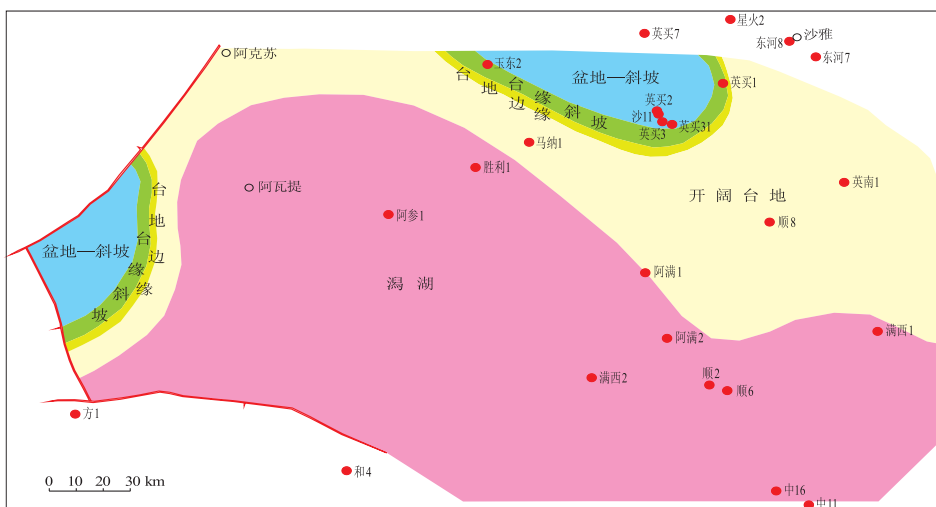 星火2
英买7
沙雅
东河8
阿克苏
东河7
玉东2
盆地—斜坡
英买1
台地边缘
台缘斜坡
英买2
沙11
英买3
英买31
马纳1
胜利1
阿瓦提
台地边缘
台缘斜坡
英南1
开阔台地
阿参1
顺8
盆地—斜坡
阿满1
潟湖
满西1
阿满2
顺2
满西2
顺6
方1
和4
0 10 20 30 km
中16
中11